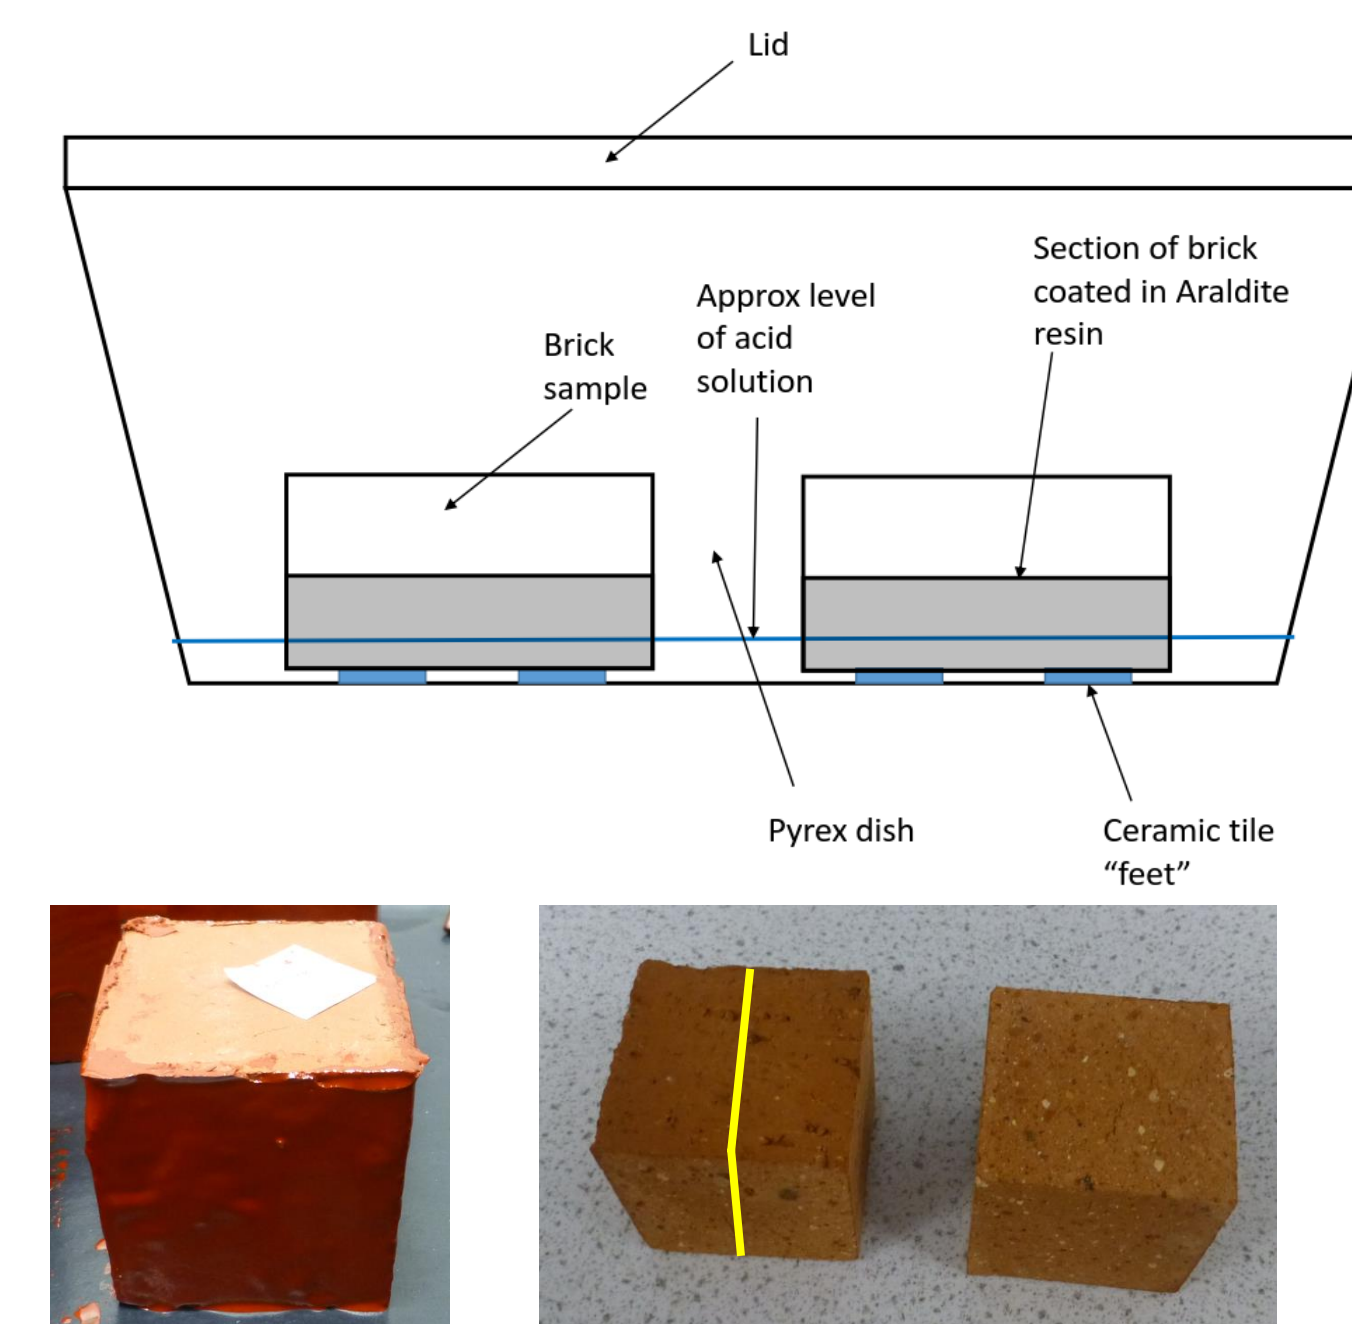 Lid
Section of brick
coated in Araldite
resin
Approx level
of acid
solution
Brick
sample
Pyrex dish
Ceramic tile
“feet”